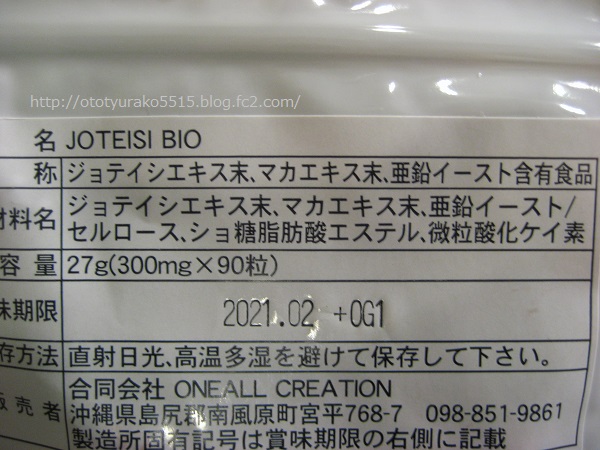 http://ototyurako5515.blog.fc2.com/
名 JOTEISI BIO
称 ジョテイシエキス末、マカエキス末、亜鉛イースト含有食品
材料名 ジョテイシエキス末、マカエキス末、亜鉛イースト/
セルロース、ショ糖脂肪酸エステル、微粒酸化ケイ素
容量 27g(300mg×90粒)
味期限 2021.02 +OG1
存方法 直射日光、高温多湿を避けて保存して下さい。
販売者 合同会社 ONEALL CREATION
沖縄県島尻郡南風原町宮平768-7 098-851-9861
製造所固有記号は賞味期限の右側に記載